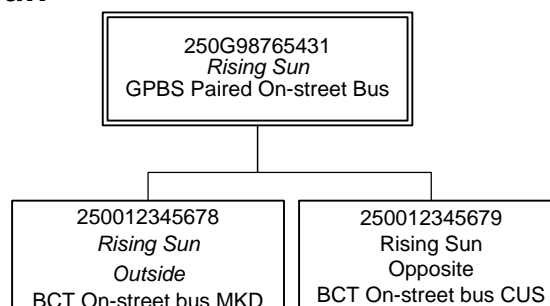 250G98765431
Rising Sun
GPBS Paired On-street Bus
250012345678
Rising Sun
Outside
BCT On-street bus MKD
250012345679
Rising Sun
Opposite
BCT On-street bus CUS